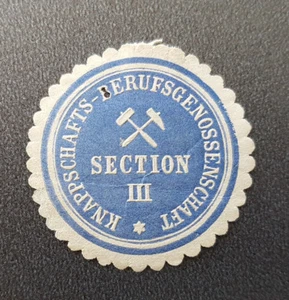 KNAPPSCHAFTS-BERUFSGENOSSENSCHAFT
SECTION
III